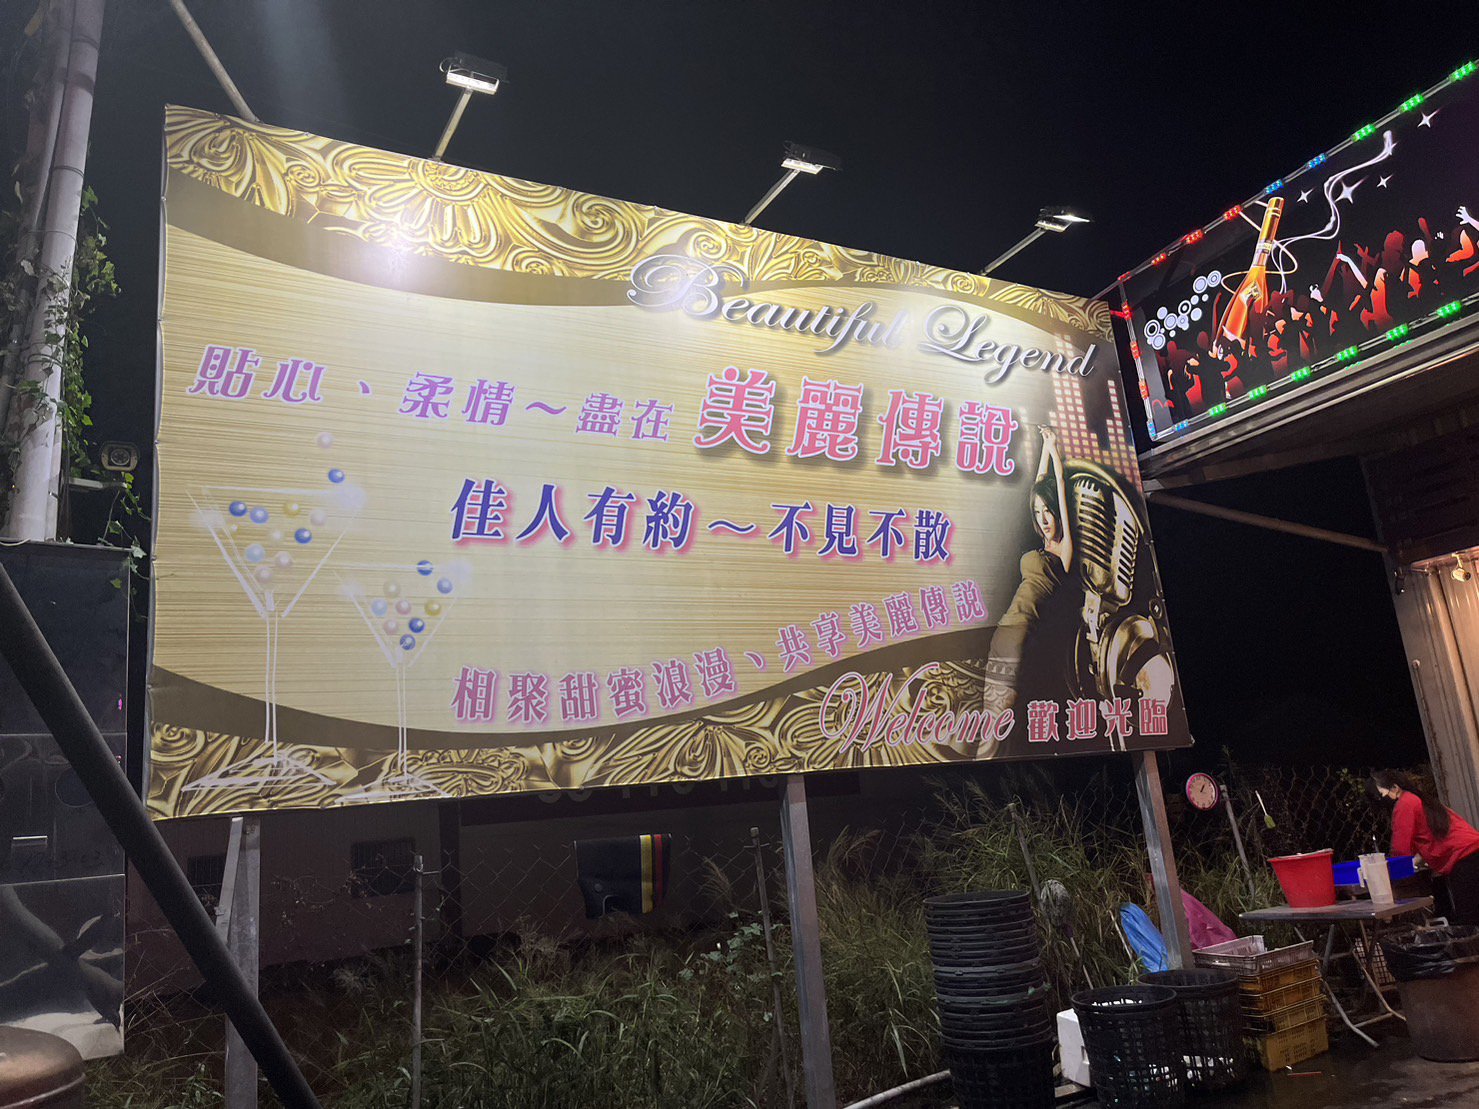 Beautiful Legend
貼心、柔情～盡在 美麗傳說
佳人有約～不見不散
相聚甜蜜浪漫、共享美麗傳說
Welcome 歡迎光臨